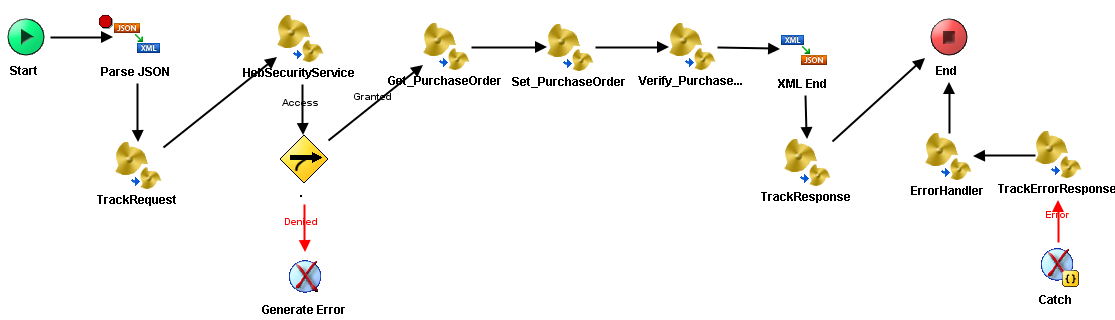 Start
JSON
XML
Parse JSON
TrackRequest
HebSecurityService
Access
.
Denied
Generate Error
Granted
Get_PurchaseOrder
Set_PurchaseOrder
Verify_Purchase...
XML
JSON
XML End
TrackResponse
End
ErrorHandler
TrackErrorResponse
Error
{}
Catch